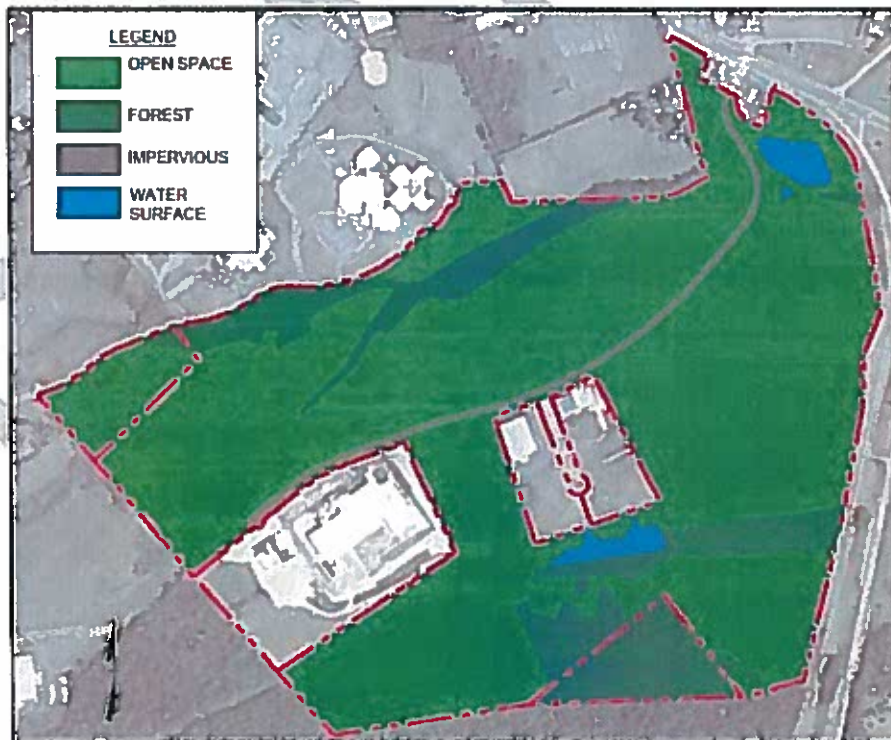 LEGEND
OPEN SPACE
FOREST
IMPERVIOUS
WATER
SURFACE